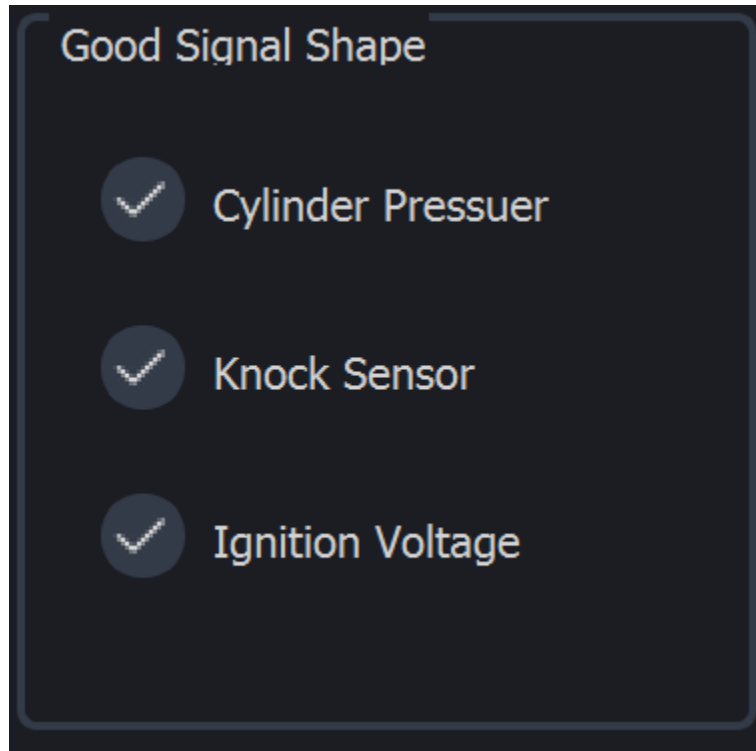 Good Signal Shape
Cylinder Pressuer
Knock Sensor
Ignition Voltage